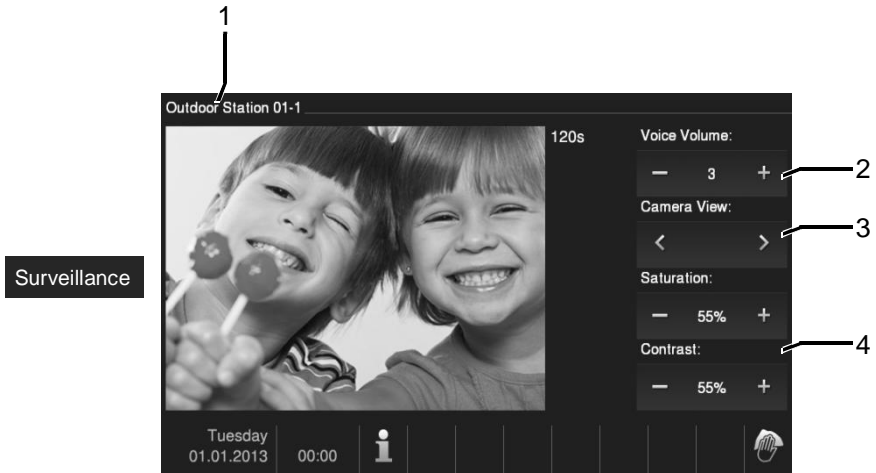 1
Outdoor Station 01-1
120s
Voice Volume:
− 3 +
2
Camera View:
< >
3
Surveillance
Saturation:
− 55% +
Contrast:
4
− 55% +
Tuesday
01.01.2013 00:00
i